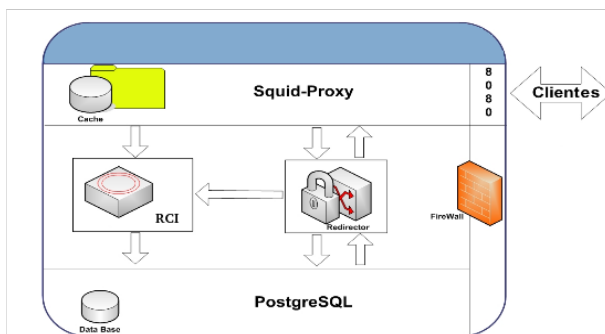 Squid-Proxy
Cache
8
0
8
0
Clientes
RCI
Redirector
FireWall
PostgreSQL
Data Base